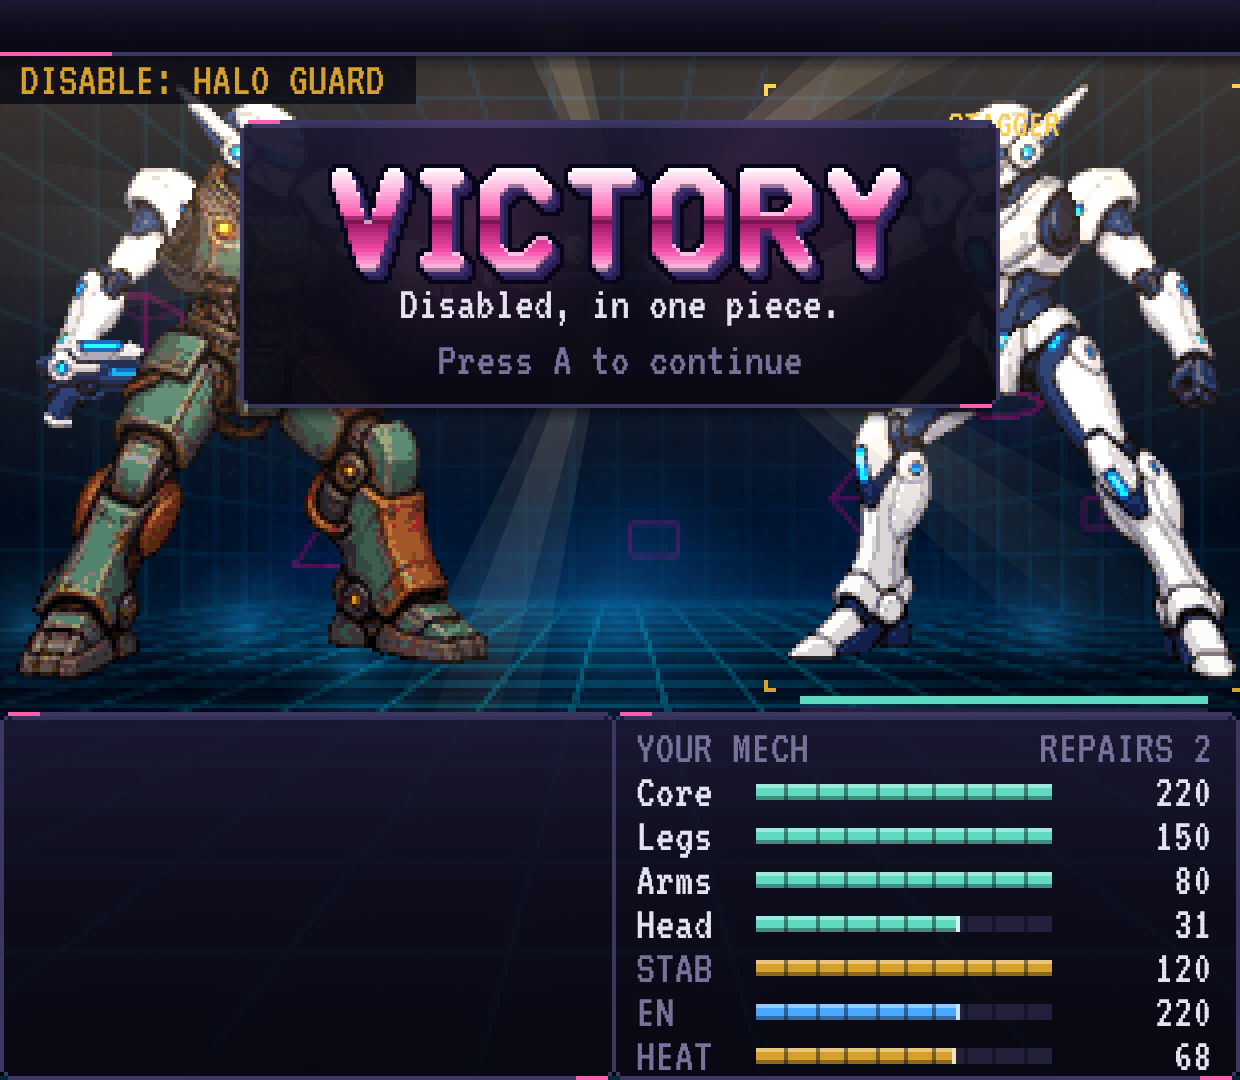 DISABLE: HALO GUARD
STAGGER
VICTORY
Disabled, in one piece.
Press A to continue
YOUR MECH REPAIRS 2
Core 220
Legs 150
Arms 80
Head 31
STAB 120
EN 220
HEAT 68